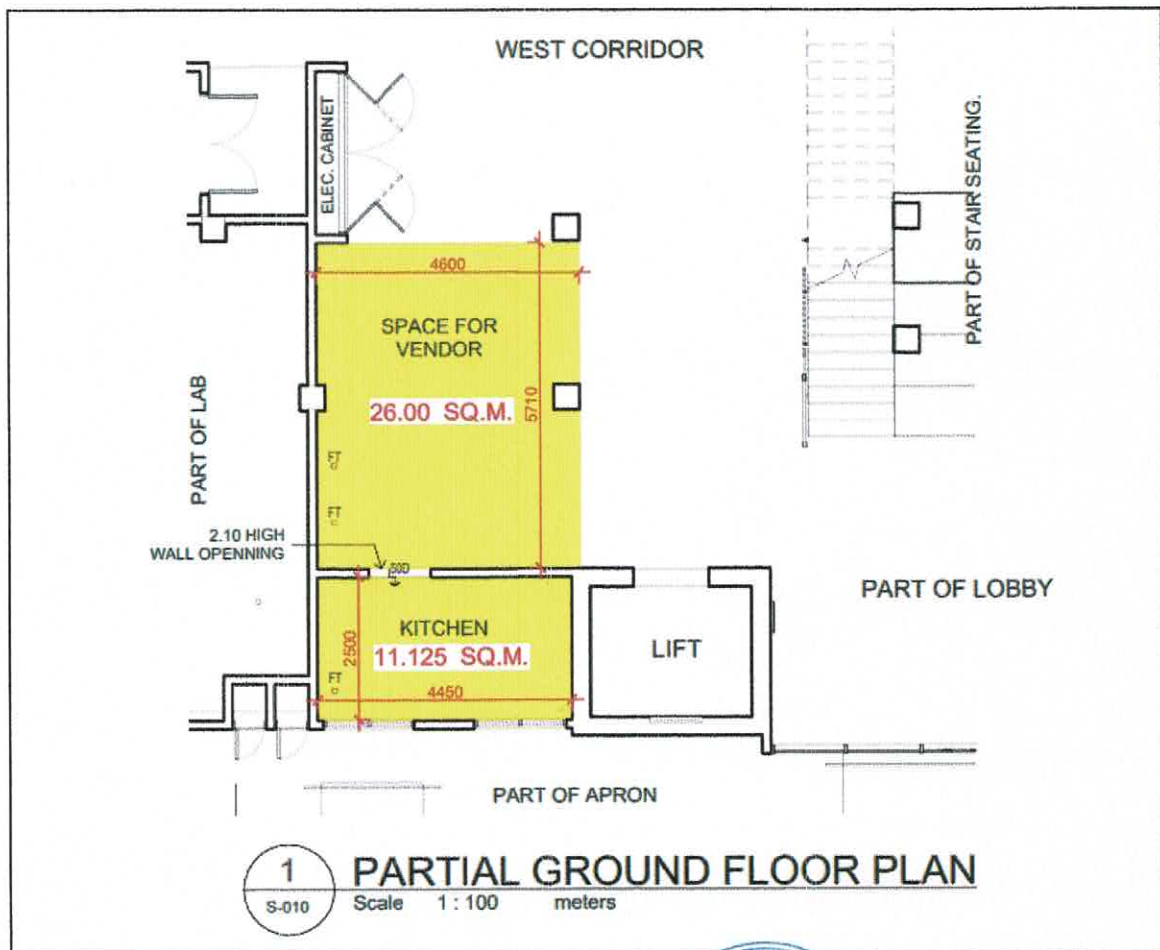 WEST CORRIDOR
ELEC. CABINET
PART OF STAIR SEATING.
4600
SPACE FOR
VENDOR
5710
26.00 SQ.M.
PART OF LAB
FT
FT
2.10 HIGH
WALL OPENNING
KITCHEN
11.125 SQ.M.
2500
FT
4450
LIFT
PART OF LOBBY
PART OF APRON
1
S-010
PARTIAL GROUND FLOOR PLAN
Scale 1 : 100 meters